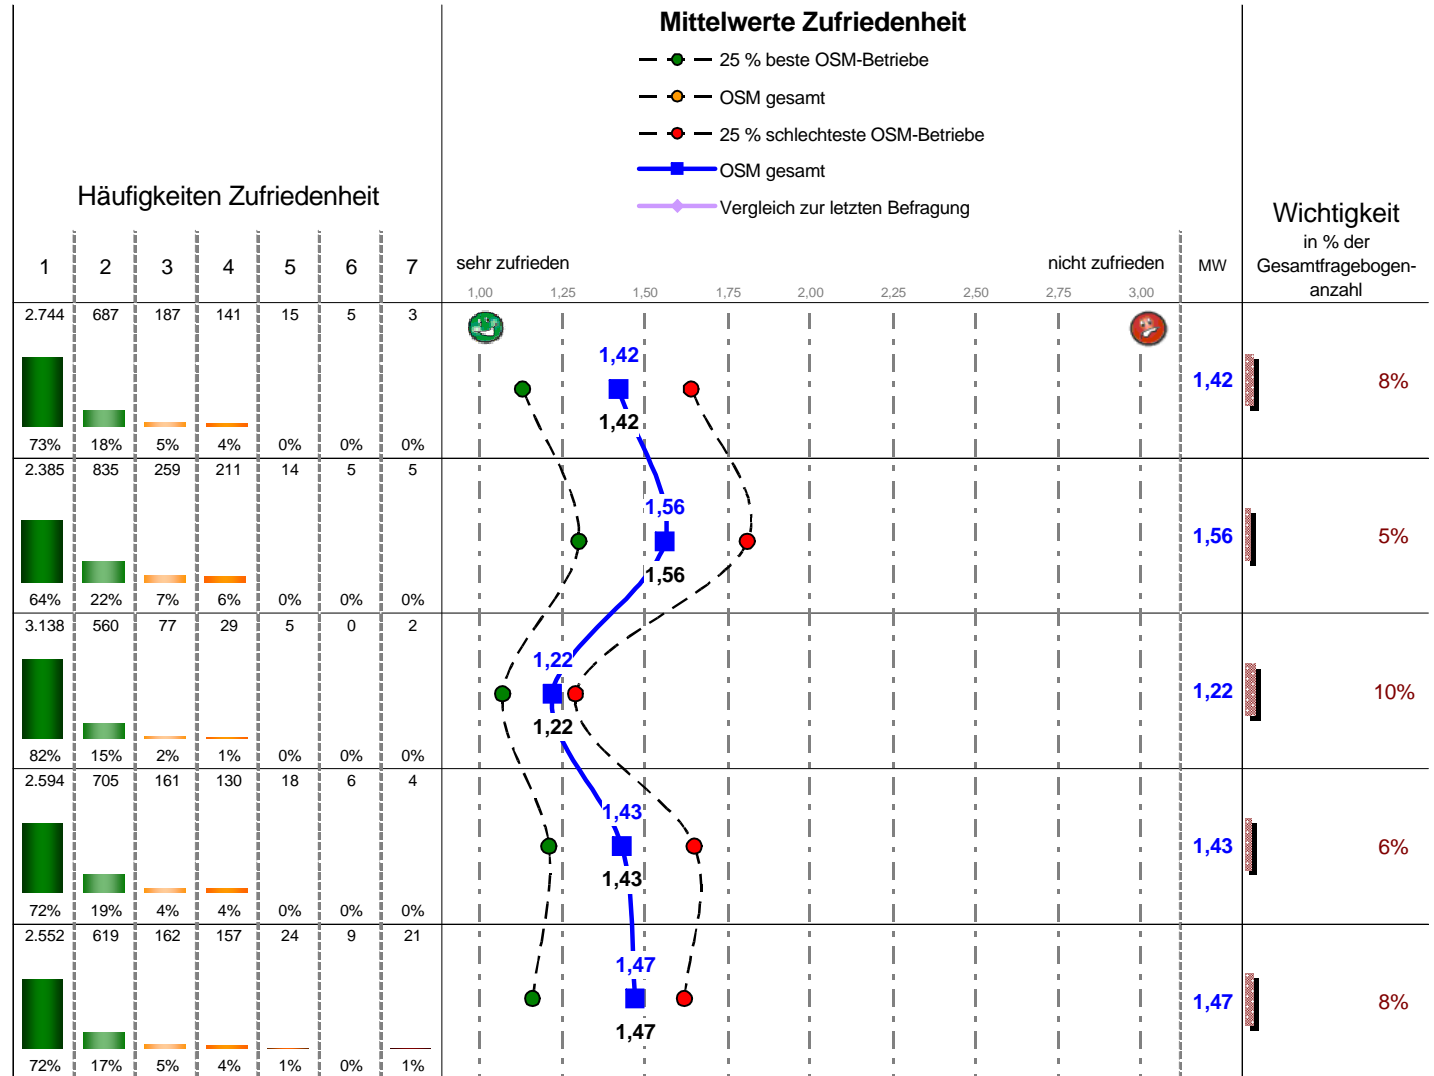 Mittelwerte Zufriedenheit
25 % beste OSM-Betriebe
OSM gesamt
25 % schlechteste OSM-Betriebe
OSM gesamt
Vergleich zur letzten Befragung
Häufigkeiten Zufriedenheit
Wichtigkeit
in % der
Gesamtfragebogen-
anzahl
1 2 3 4 5 6 7
sehr zufrieden nicht zufrieden MW
1,00 1,25 1,50 1,75 2,00 2,25 2,50 2,75 3,00
2.744 687 187 141 15 5 3
1,42
1,42 8%
1,42
73% 18% 5% 4% 0% 0% 0%
2.385 835 259 211 14 5 5
1,56
1,56 5%
1,56
64% 22% 7% 6% 0% 0% 0%
3.138 560 77 29 5 0 2
1,22
1,22 10%
1,22
82% 15% 2% 1% 0% 0% 0%
2.594 705 161 130 18 6 4
1,43
1,43 6%
1,43
72% 19% 4% 4% 0% 0% 0%
2.552 619 162 157 24 9 21
1,47
1,47 8%
1,47
72% 17% 5% 4% 1% 0% 1%